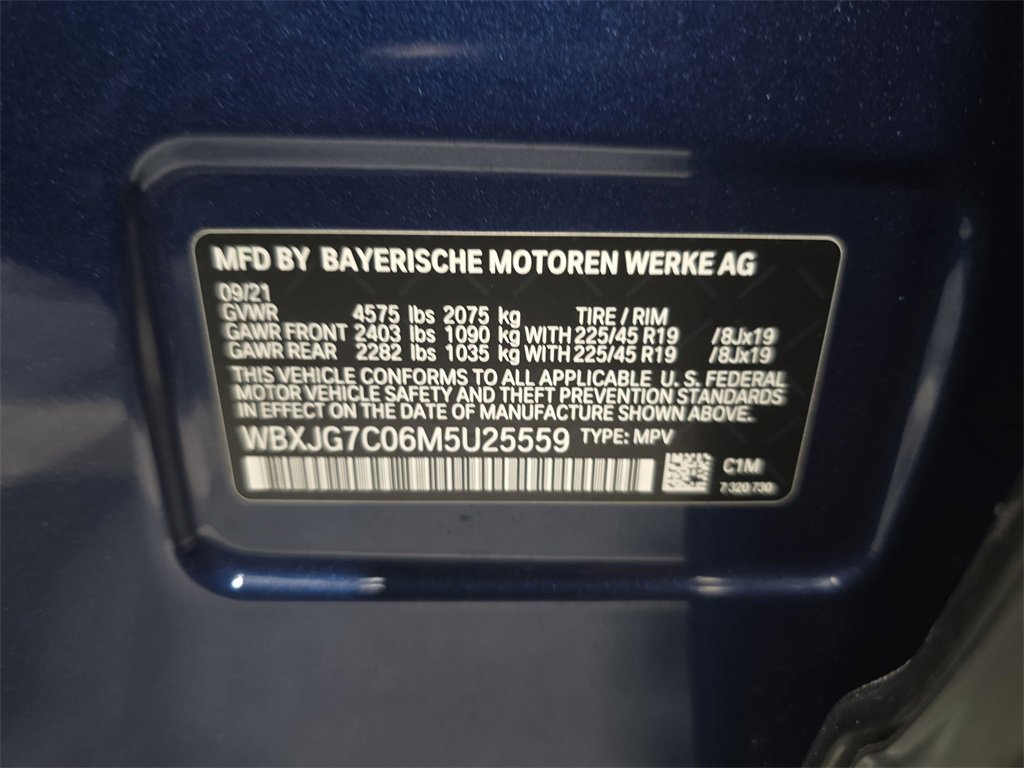 MFD BY BAYERISCHE MOTOREN WERKE AG
09/21
GVWR 4575 lbs 2075 kg TIRE / RIM
GAWR FRONT 2403 lbs 1090 kg WITH 225/45 R19 /8Jx19
GAWR REAR 2282 lbs 1035 kg WITH 225/45 R19 /8Jx19
THIS VEHICLE CONFORMS TO ALL APPLICABLE U. S. FEDERAL
MOTOR VEHICLE SAFETY AND THEFT PREVENTION STANDARDS
IN EFFECT ON THE DATE OF MANUFACTURE SHOWN ABOVE.
WBXJG7C06M5U25559 TYPE: MPV
C1M
7 320 730